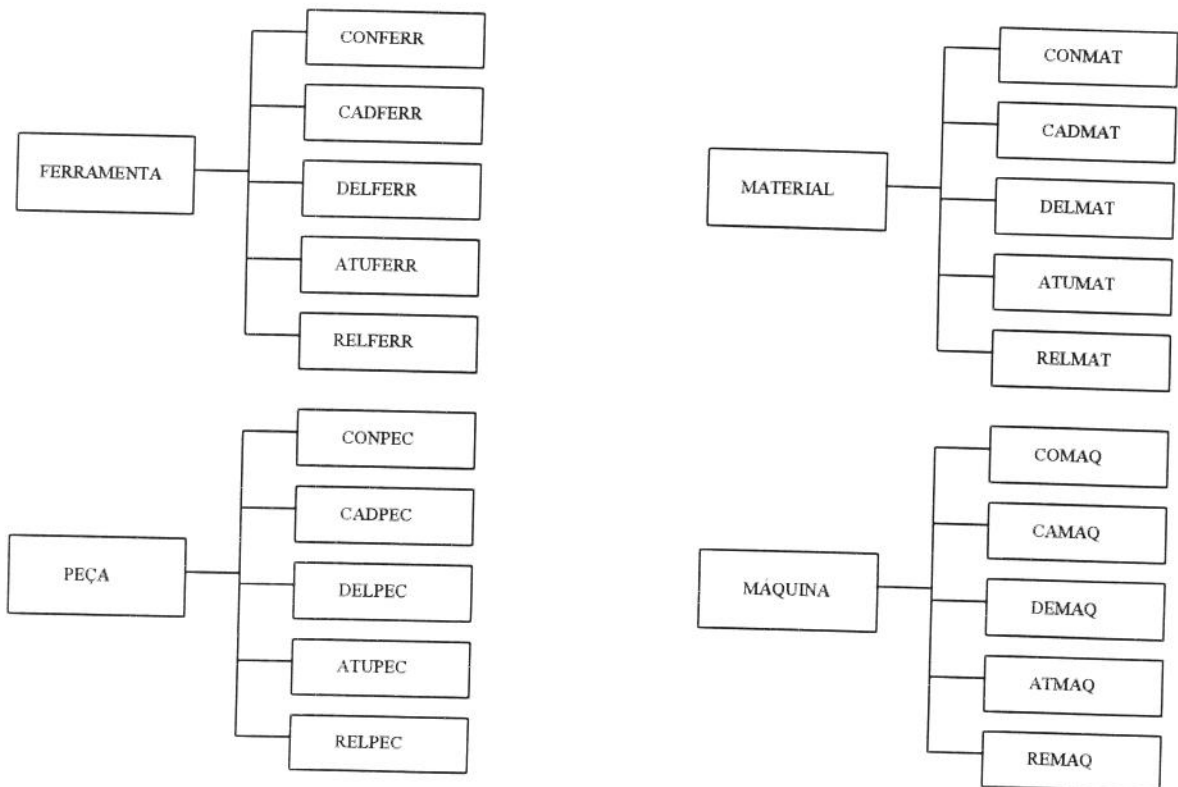 FERRAMENTA
CONFERR
CADFERR
DELFERR
ATUFERR
RELFERR
MATERIAL
CONMAT
CADMAT
DELMAT
ATUMAT
RELMAT
PEÇA
CONPEC
CADPEC
DELPEC
ATUPEC
RELPEC
MÁQUINA
COMAQ
CAMAQ
DEMAQ
ATMAQ
REMAQ